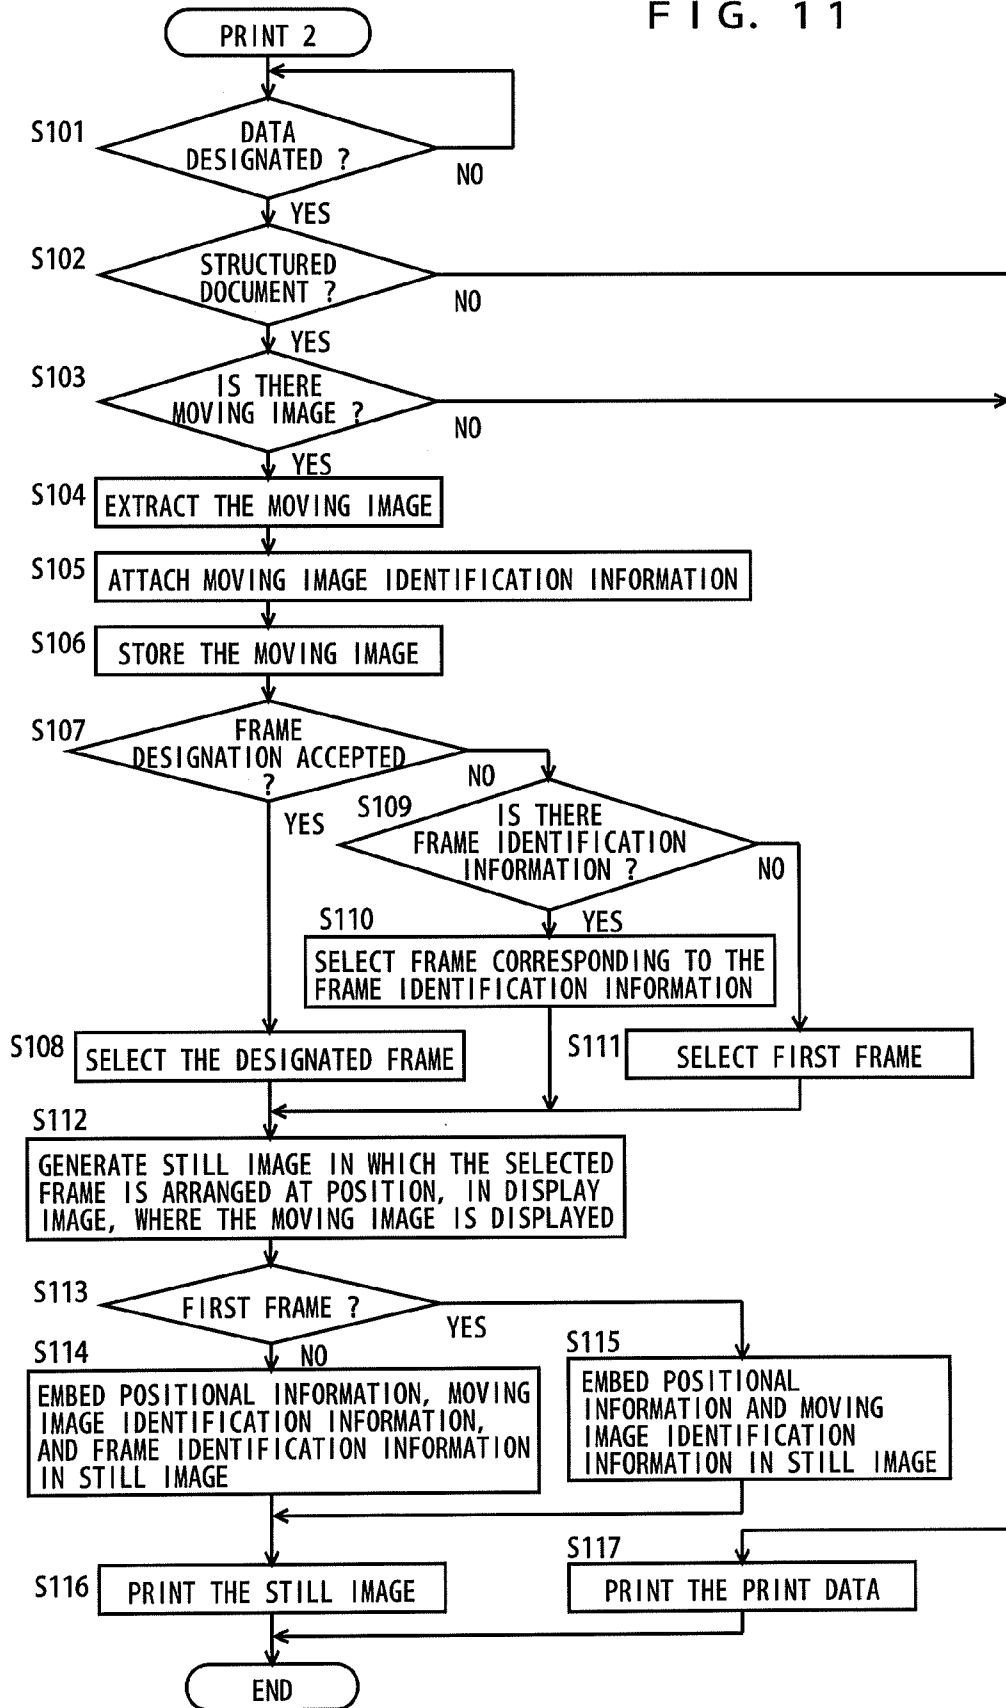 FIG. 11
PRINT 2
S101
DATA
DESIGNATED ?
NO
YES
S102
STRUCTURED
DOCUMENT ?
NO
YES
S103
IS THERE
MOVING IMAGE ?
NO
YES
S104
EXTRACT THE MOVING IMAGE
S105
ATTACH MOVING IMAGE IDENTIFICATION INFORMATION
S106
STORE THE MOVING IMAGE
S107
FRAME
DESIGNATION ACCEPTED
?
NO
YES
S109
IS THERE
FRAME IDENTIFICATION
INFORMATION ?
NO
YES
S110
SELECT FRAME CORRESPONDING TO THE
FRAME IDENTIFICATION INFORMATION
S108
SELECT THE DESIGNATED FRAME
S111
SELECT FIRST FRAME
S112
GENERATE STILL IMAGE IN WHICH THE SELECTED
FRAME IS ARRANGED AT POSITION, IN DISPLAY
IMAGE, WHERE THE MOVING IMAGE IS DISPLAYED
S113
FIRST FRAME ?
YES
NO
S114
EMBED POSITIONAL INFORMATION, MOVING
IMAGE IDENTIFICATION INFORMATION,
AND FRAME IDENTIFICATION INFORMATION
IN STILL IMAGE
S115
EMBED POSITIONAL
INFORMATION AND MOVING
IMAGE IDENTIFICATION
INFORMATION IN STILL IMAGE
S116
PRINT THE STILL IMAGE
S117
PRINT THE PRINT DATA
END